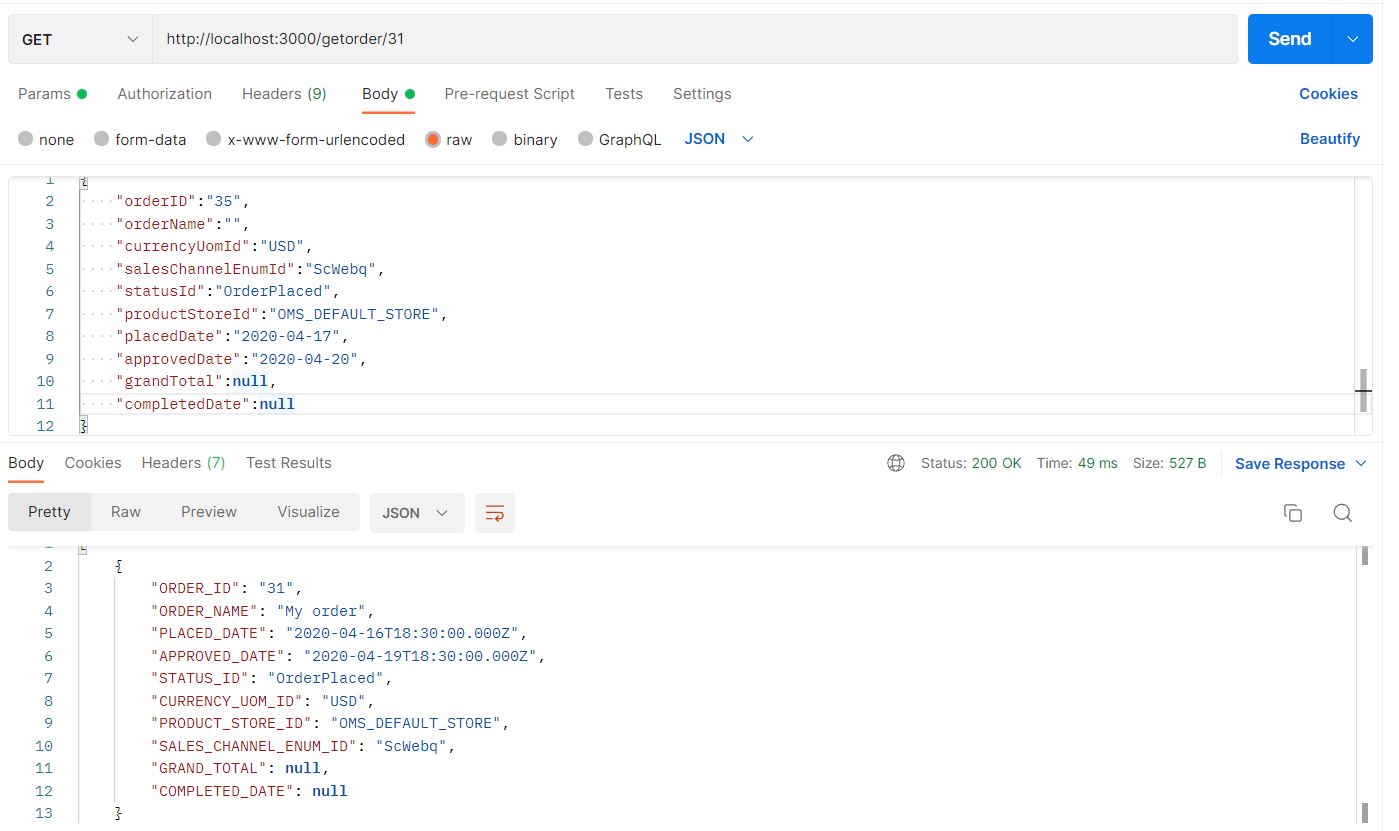 GET http://localhost:3000/getorder/31 Send
Params Authorization Headers (9) Body Pre-request Script Tests Settings Cookies
none form-data x-www-form-urlencoded raw binary GraphQL JSON Beautify
1 {
2 "orderID":"35",
3 "orderName":"",
4 "currencyUomId":"USD",
5 "salesChannelEnumId":"ScWebq",
6 "statusId":"OrderPlaced",
7 "productStoreId":"OMS_DEFAULT_STORE",
8 "placedDate":"2020-04-17",
9 "approvedDate":"2020-04-20",
10 "grandTotal":null,
11 "completedDate":null
12 }
Body Cookies Headers (7) Test Results Status: 200 OK Time: 49 ms Size: 527 B Save Response
Pretty Raw Preview Visualize JSON
1 [
2 {
3 "ORDER_ID": "31",
4 "ORDER_NAME": "My order",
5 "PLACED_DATE": "2020-04-16T18:30:00.000Z",
6 "APPROVED_DATE": "2020-04-19T18:30:00.000Z",
7 "STATUS_ID": "OrderPlaced",
8 "CURRENCY_UOM_ID": "USD",
9 "PRODUCT_STORE_ID": "OMS_DEFAULT_STORE",
10 "SALES_CHANNEL_ENUM_ID": "ScWebq",
11 "GRAND_TOTAL": null,
12 "COMPLETED_DATE": null
13 }